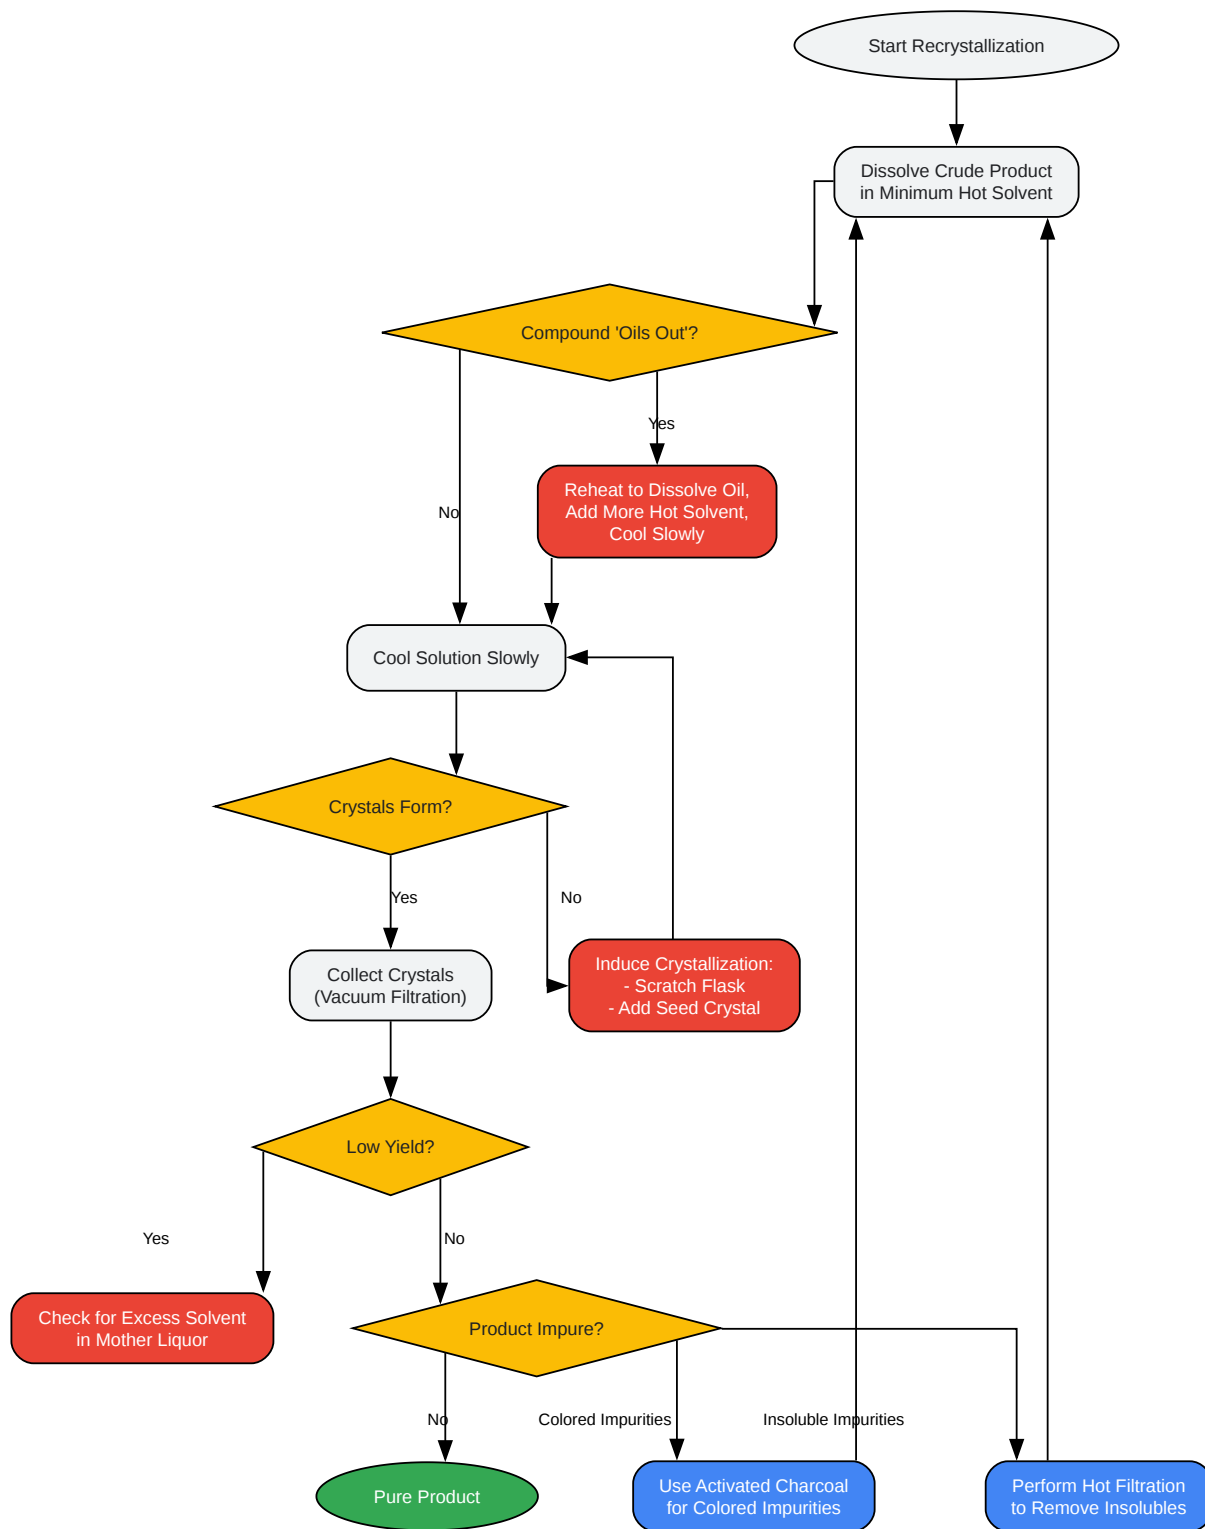 Start Recrystallization
Dissolve Crude Product
in Minimum Hot Solvent
Compound 'Oils Out'?
Yes
Reheat to Dissolve Oil,
Add More Hot Solvent,
Cool Slowly
No
Cool Solution Slowly
Crystals Form?
Yes
No
Collect Crystals
(Vacuum Filtration)
Induce Crystallization:
- Scratch Flask
- Add Seed Crystal
Low Yield?
Yes
No
Check for Excess Solvent
in Mother Liquor
Product Impure?
No
Colored Impurities
Insoluble Impurities
Pure Product
Use Activated Charcoal
for Colored Impurities
Perform Hot Filtration
to Remove Insolubles